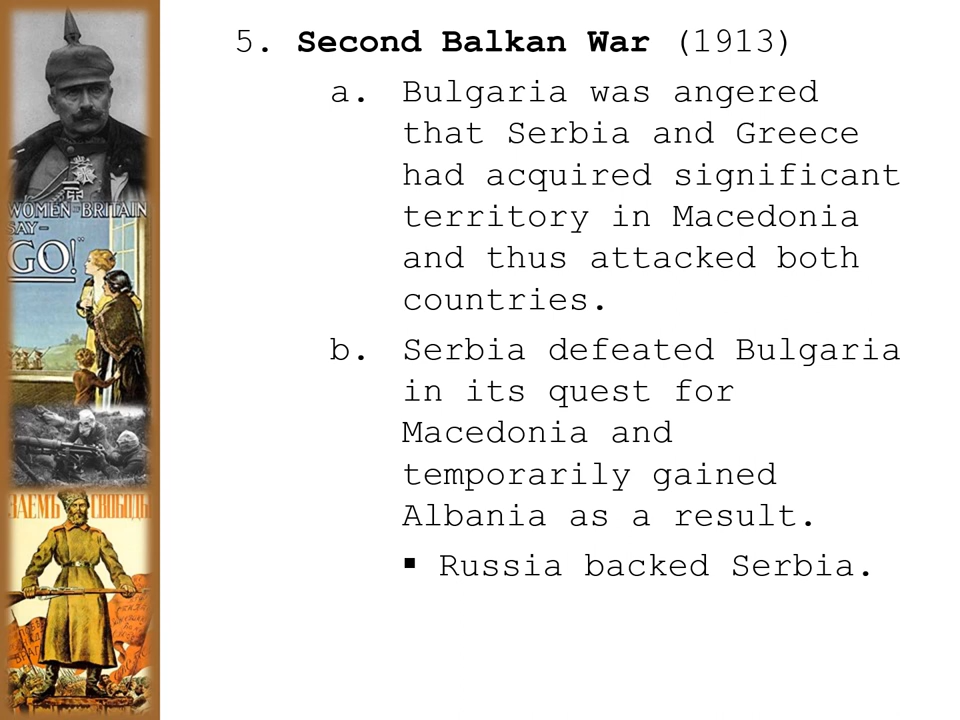 5. Second Balkan War (1913)
a. Bulgaria was angered
that Serbia and Greece
had acquired significant
territory in Macedonia
and thus attacked both
countries.
b. Serbia defeated Bulgaria
in its quest for
Macedonia and
temporarily gained
Albania as a result.
▪ Russia backed Serbia.
WOMEN=BRITAIN
SAY-
GO!"
ЗАЕМЪ СВОБОДЫ